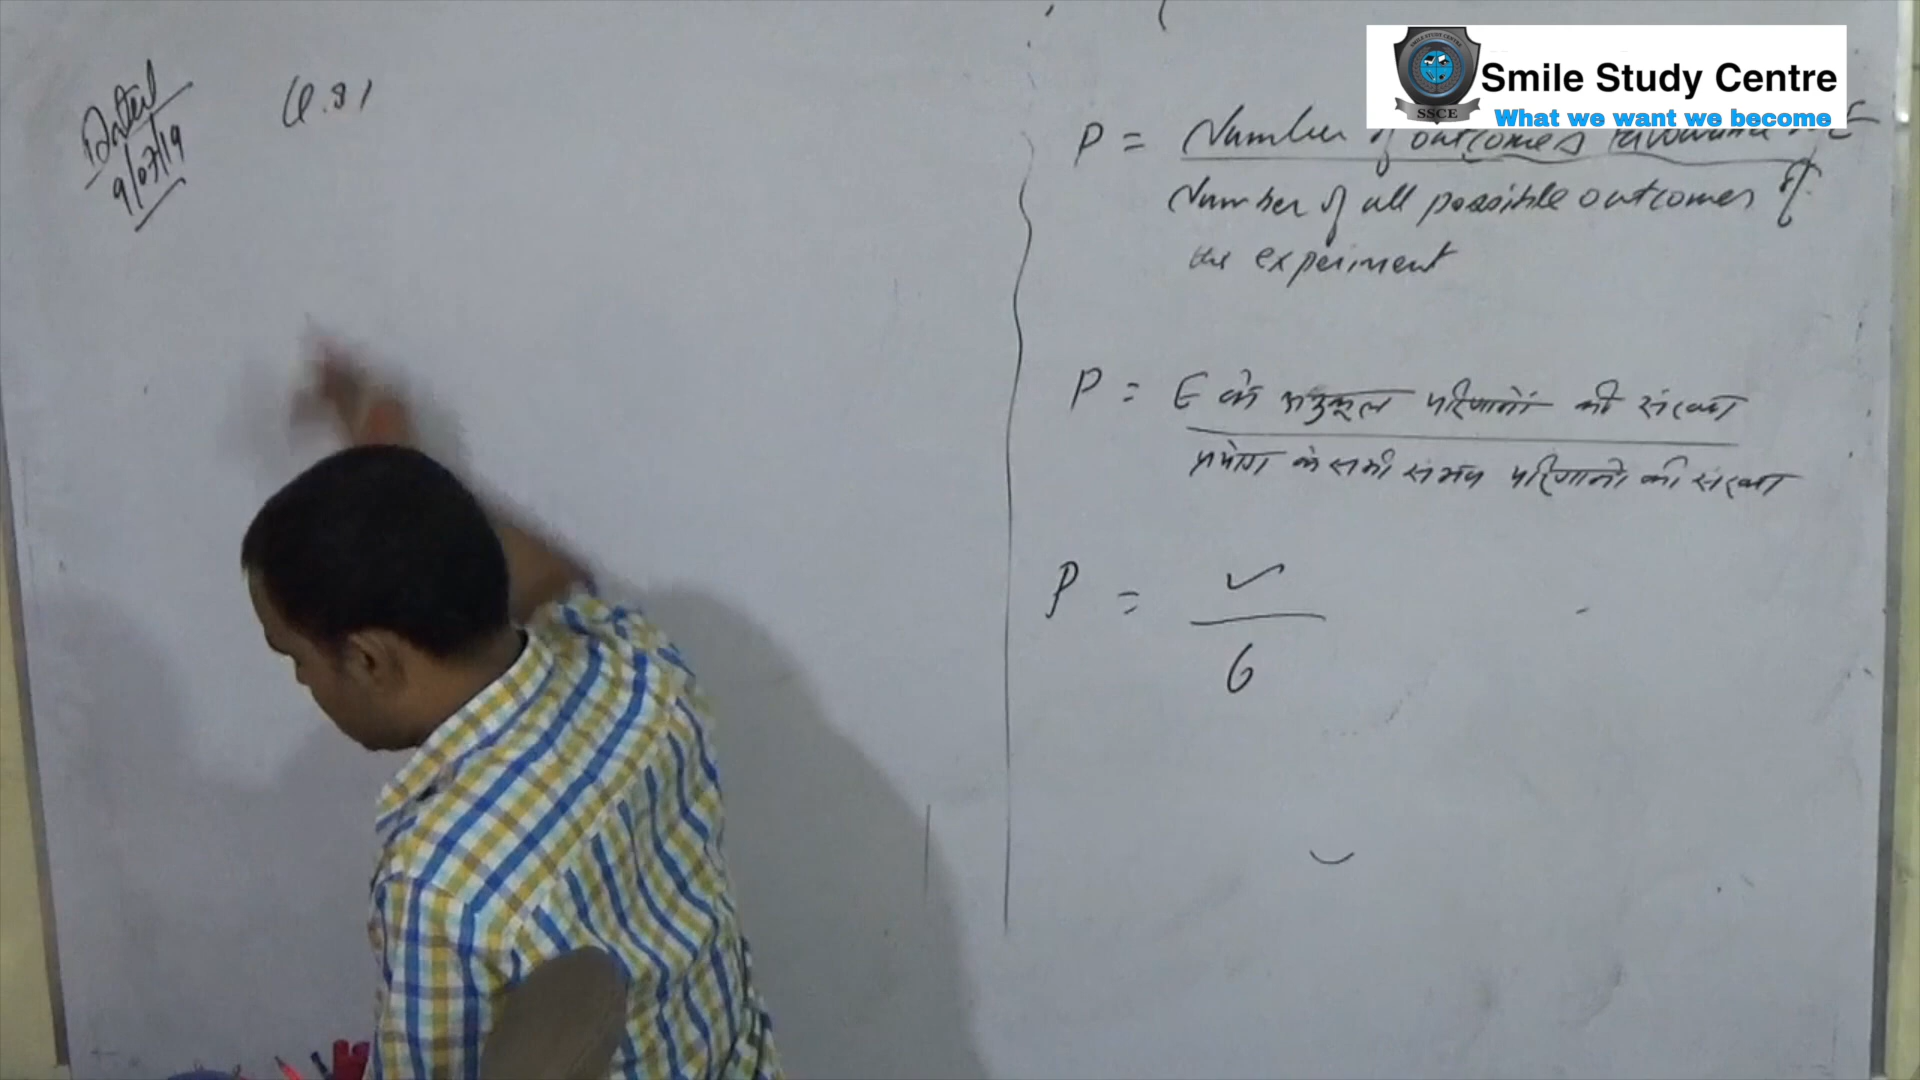 Dated
9/07/19
Q.8)
SSCE
Smile Study Centre
What we want we become
P = Number of outcomes favourable to E
Number of all possible outcomes of
the experiment
P = E के अनुकूल परिणामों की संख्या
प्रयोग के सभी संभव परिणामों की संख्या
P = ✓
6